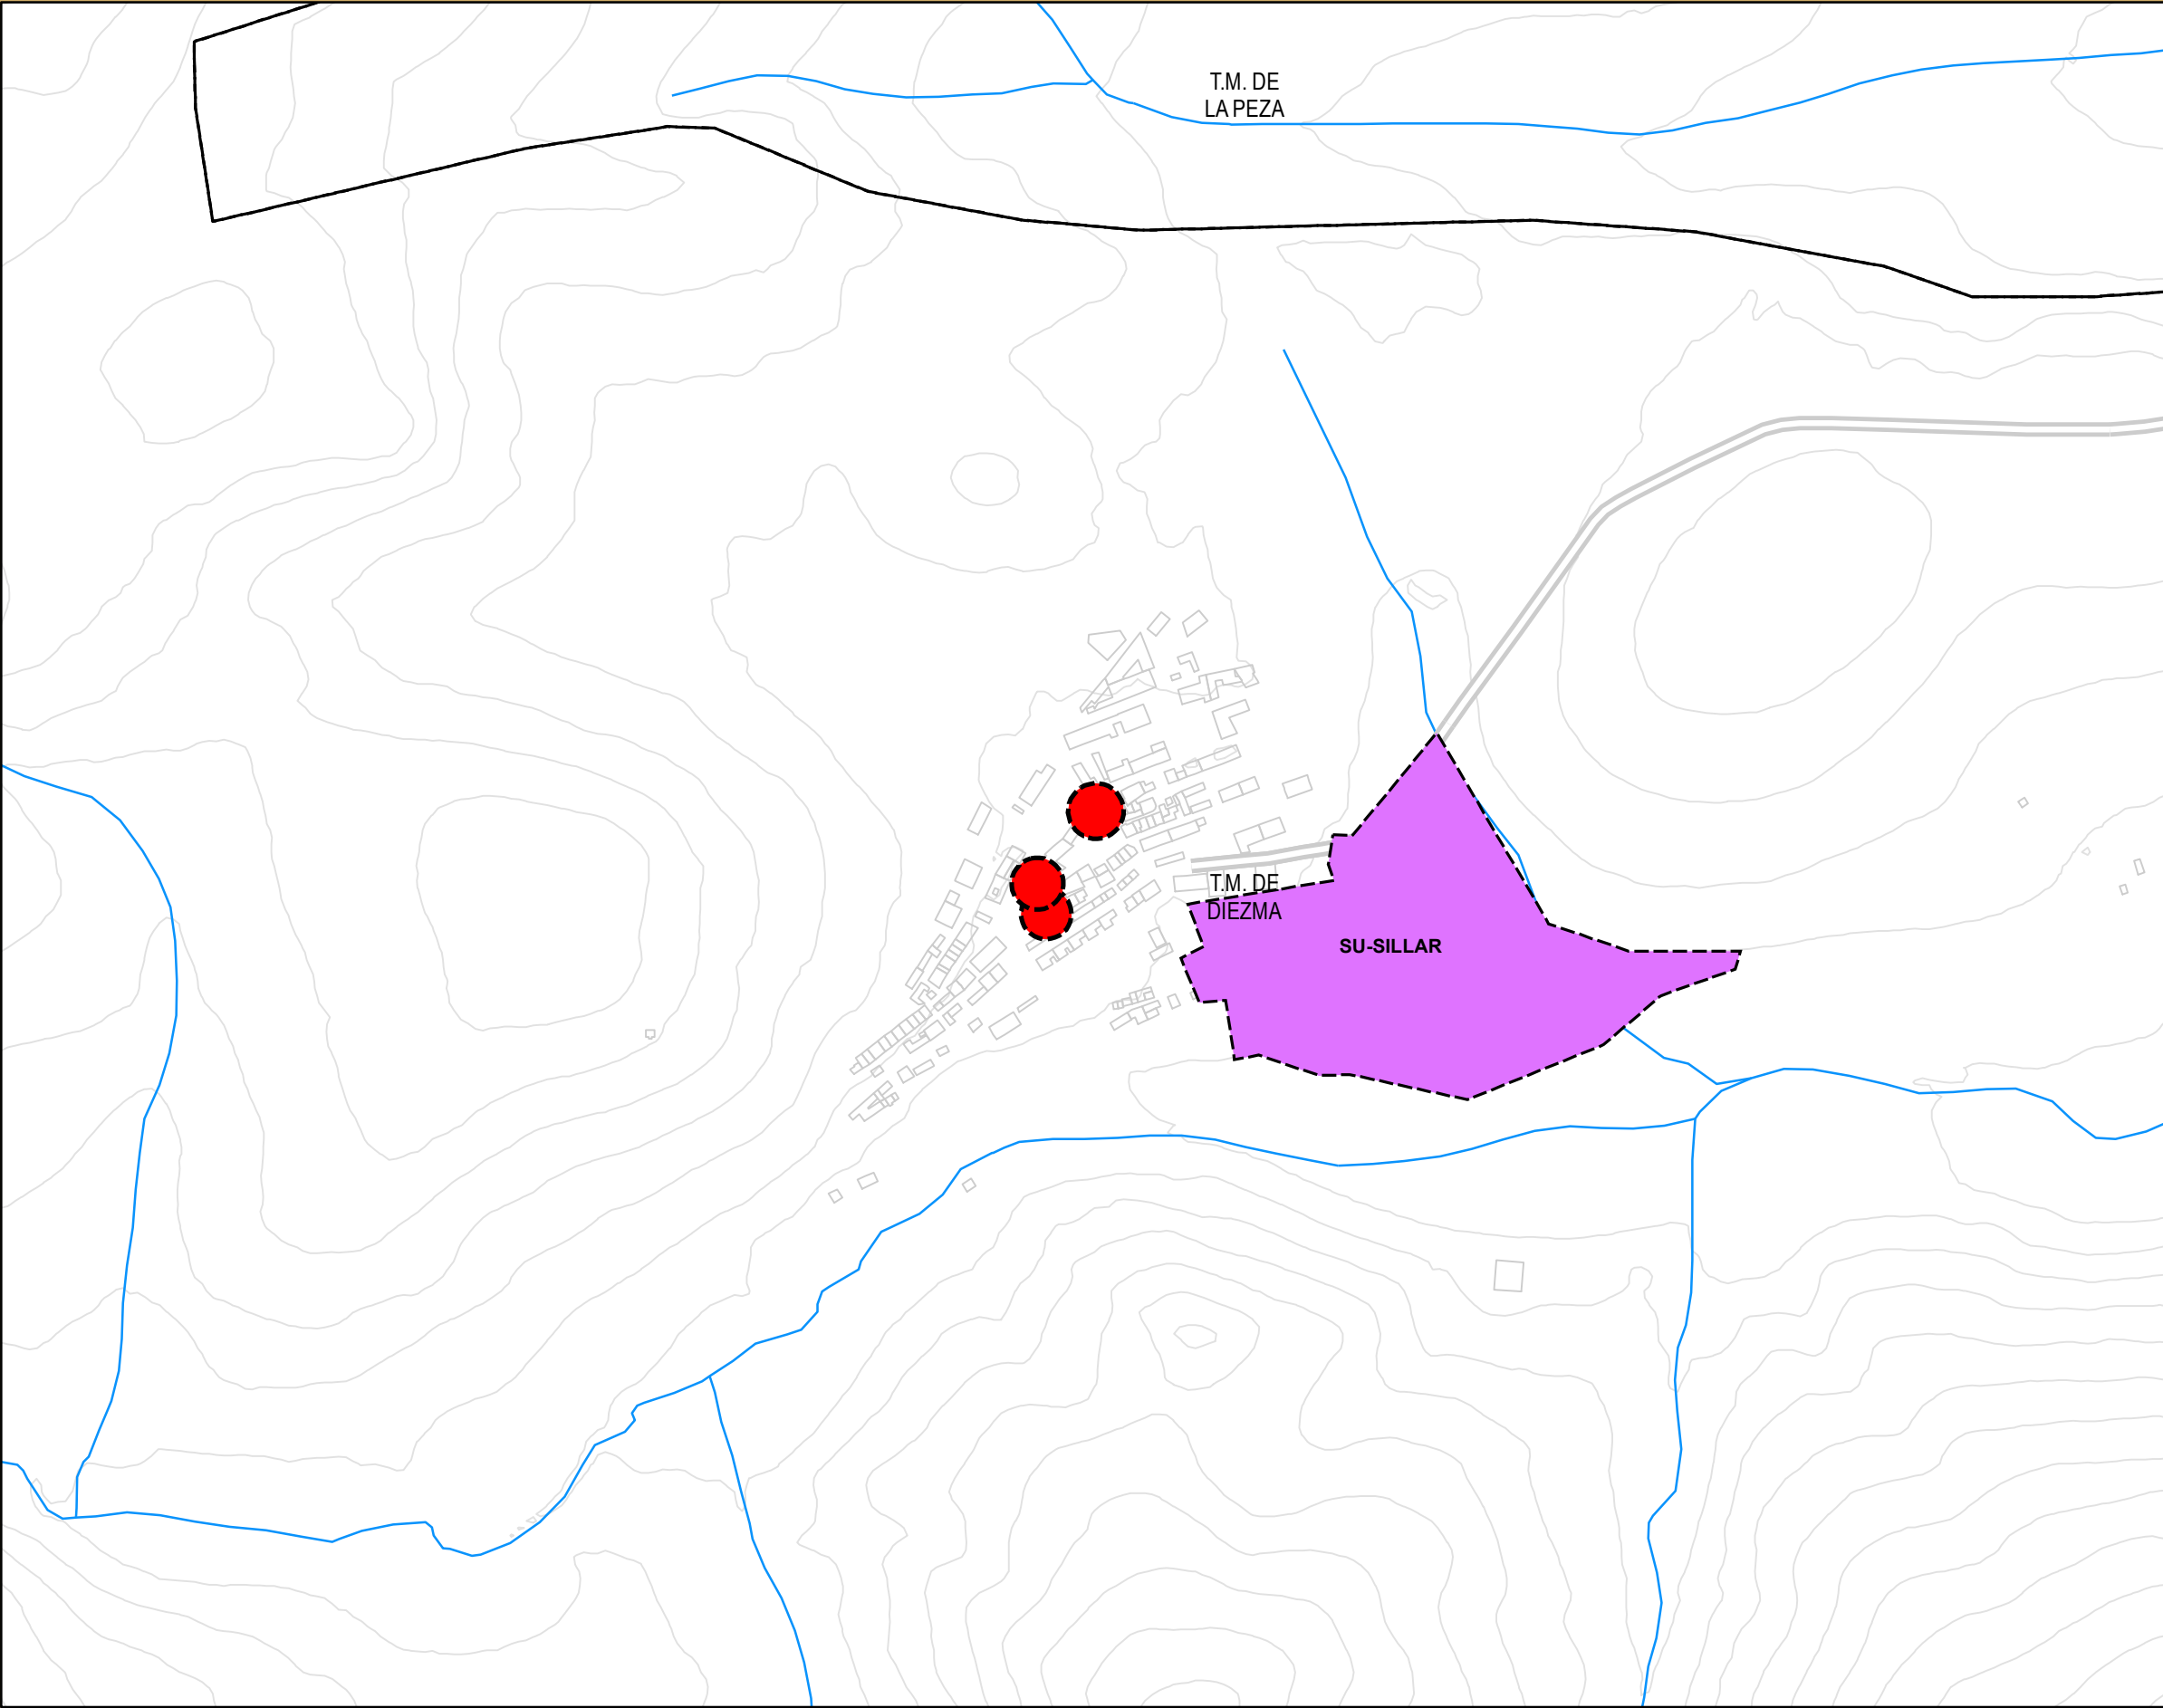 T.M. DE
LA PEZA
T.M. DE
DIEZMA
SU-SILLAR